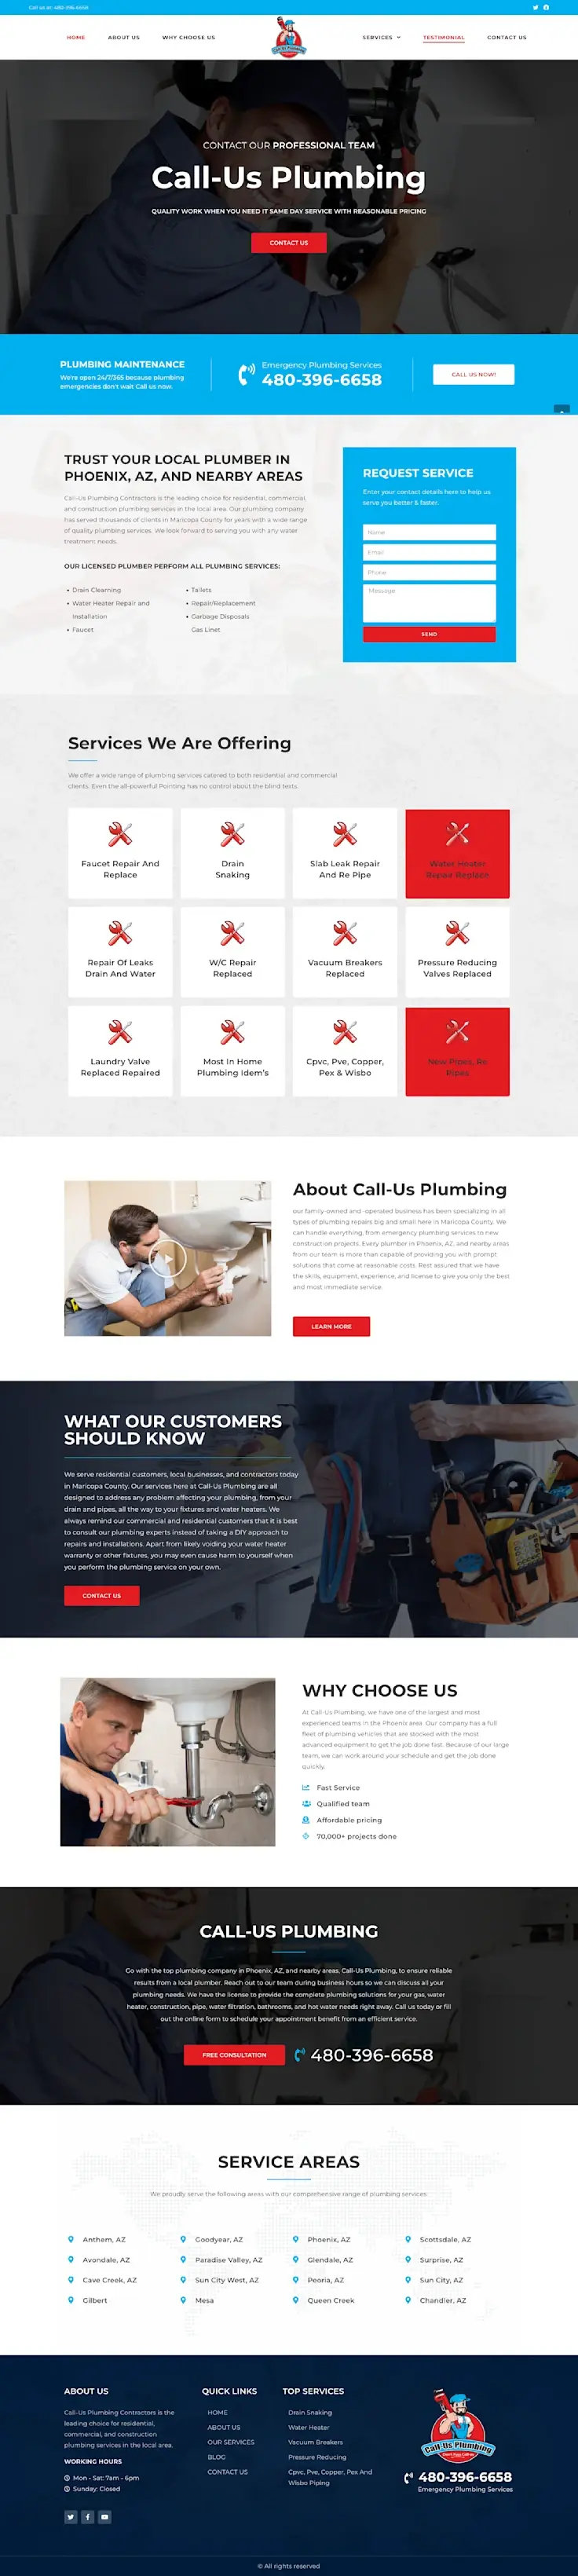 Call us at: 480-396-6658
HOME
ABOUT US
WHY CHOOSE US
Call-Us Plumbing
SERVICES
TESTIMONIAL
CONTACT US
CONTACT OUR PROFESSIONAL TEAM
Call-Us Plumbing
QUALITY WORK WHEN YOU NEED IT SAME DAY SERVICE WITH REASONABLE PRICING
CONTACT US
PLUMBING MAINTENANCE
We're open 24/7/365 because plumbing
emergencies don't wait Call us now.
Emergency Plumbing Services
480-396-6658
CALL US NOW!
TRUST YOUR LOCAL PLUMBER IN
PHOENIX, AZ, AND NEARBY AREAS
Call-Us Plumbing Contractors is the leading choice for residential, commercial,
and construction plumbing services in the local area. Our plumbing company
has served thousands of clients in Maricopa County for years with a wide range
of quality plumbing services. We look forward to serving you with any water
treatment needs.
OUR LICENSED PLUMBER PERFORM ALL PLUMBING SERVICES:
Drain Clearning
Water Heater Repair and
Installation
Faucet
Taliets
Repair/Replacement
Garbage Disposals
Gas Linet
REQUEST SERVICE
Enter your contact details here to help us
serve you better & faster.
Name
Email
Phone
Message
SEND
Services We Are Offering
We offer a wide range of plumbing services catered to both residential and commercial
clients. Even the all-powerful Pointing has no control about the blind texts.
Faucet Repair And
Replace
Drain
Snaking
Slab Leak Repair
And Re Pipe
Water Heater
Repair Replace
Repair Of Leaks
Drain And Water
W/C Repair
Replaced
Vacuum Breakers
Replaced
Pressure Reducing
Valves Replaced
Laundry Valve
Replaced Repaired
Most In Home
Plumbing Idem's
Cpvc, Pve, Copper,
Pex & Wisbo
New Proes, Re
Pipes
About Call-Us Plumbing
our family-owned and -operated business has been specializing in all
types of plumbing repairs big and small here in Maricopa County. We
can handle everything, from emergency plumbing services to new
construction projects. Every plumber in Phoenix, AZ, and nearby areas
from our team is more than capable of providing you with prompt
solutions that come at reasonable costs. Rest assured that we have
the skills, equipment, experience, and license to give you only the best
and most immediate service.
LEARN MORE
WHAT OUR CUSTOMERS
SHOULD KNOW
We serve residential customers, local businesses, and contractors today
in Maricopa County. Our services here at Call-Us Plumbing are all
designed to address any problem affecting your plumbing, from your
drain and pipes, all the way to your fixtures and water heaters. We
always remind our commercial and residential customers that it is best
to consult our plumbing experts instead of taking a DIY approach to
repairs and installations. Apart from likely voiding your water heater
warranty or other fixtures, you may even cause harm to yourself when
you perform the plumbing service on your own.
CONTACT US
WHY CHOOSE US
At Call-Us Plumbing, we have one of the largest and most
experienced teams in the Phoenix area. Our company has a full
fleet of plumbing vehicles that are stocked with the most
advanced equipment to get the job done fast. Because of our large
team, we can work around your schedule and get the job done
quickly.
Fast Service
Qualified team
Affordable pricing
70,000+ projects done
CALL-US PLUMBING
Go with the top plumbing company in Phoenix, AZ, and nearby areas, Call-Us Plumbing, to ensure reliable
results from a local plumber. Reach out to our team during business hours so we can discuss all your
plumbing needs. We have the license to provide the complete plumbing solutions for your gas, water
heater, construction, pipe, water filtration, bathrooms, and hot water needs right away. Call us today or fill
out the online form to schedule your appointment benefit from an efficient service.
FREE CONSULTATION
480-396-6658
SERVICE AREAS
We proudly serve the following areas with our comprehensive range of plumbing services:
Anthem, AZ
Goodyear, AZ
Phoenix, AZ
Scottsdale, AZ
Avondale, AZ
Paradise Valley, AZ
Glendale, AZ
Surprise, AZ
Cave Creek, AZ
Sun City West, AZ
Peoria, AZ
Sun City, AZ
Gilbert
Mesa
Queen Creek
Chandler, AZ
ABOUT US
Call-Us Plumbing Contractors is the
leading choice for residential,
commercial, and construction
plumbing services in the local area.
WORKING HOURS
Mon - Sat: 7am - 6pm
Sunday: Closed
QUICK LINKS
HOME
ABOUT US
OUR SERVICES
BLOG
CONTACT US
TOP SERVICES
Drain Snaking
Water Heater
Vacuum Breakers
Pressure Reducing
Cpvc, Pve, Copper, Pex And
Wisbo Piping
Call-Us Plumbing
480-396-6658
Emergency Plumbing Services
© All rights reserved